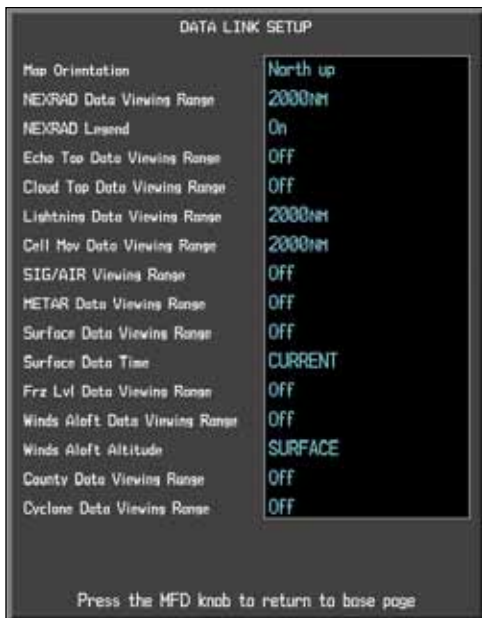 DATA LINK SETUP
Map Orientation North up
NEXRAD Data Viewing Range 2000NM
NEXRAD Legend On
Echo Top Data Viewing Range Off
Cloud Top Data Viewing Range Off
Lightning Data Viewing Range 2000NM
Cell Mov Data Viewing Range 2000NM
SIG/AIR Viewing Range Off
METAR Data Viewing Range Off
Surface Data Viewing Range Off
Surface Data Time CURRENT
Frz Lvl Data Viewing Range Off
Winds Aloft Data Viewing Range Off
Winds Aloft Altitude SURFACE
County Data Viewing Range Off
Cyclone Data Viewing Range Off
Press the MFD knob to return to base page